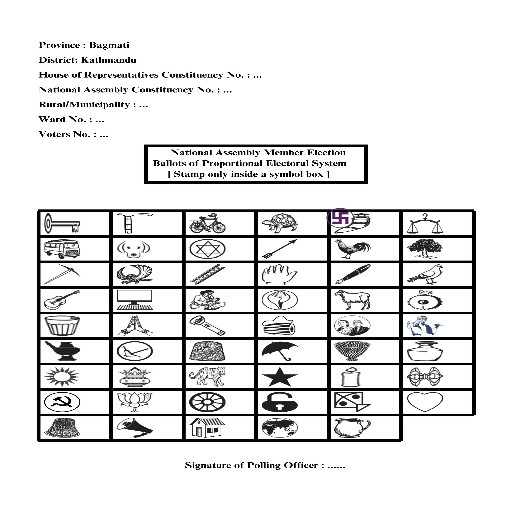 Province : Bagmati
District: Kathmandu
House of Representatives Constituency No. : ...
National Assembly Constituency No. : ...
Rural/Municipality : ...
Ward No. : ...
Voters No. : ...
National Assembly Member Election
Ballots of Proportional Electoral System
[ Stamp only inside a symbol box ]
Signature of Polling Officer : ......